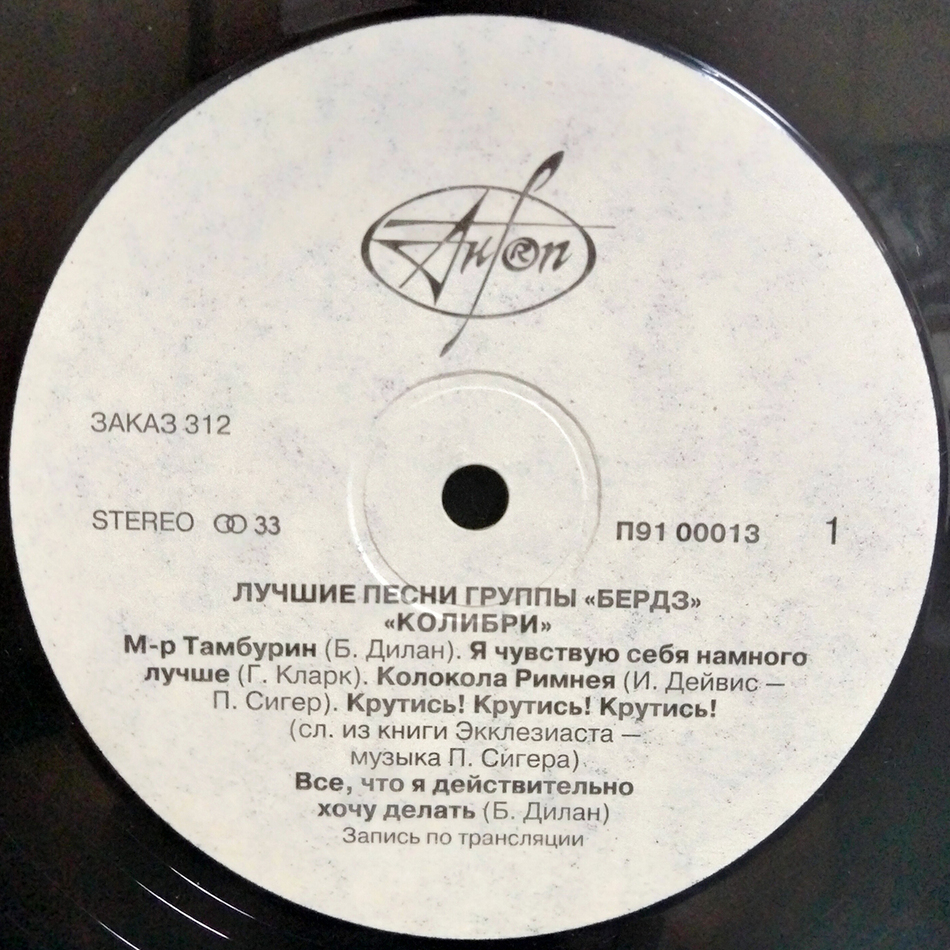 Антроп
ЗАКАЗ 312
STEREO 33
П91 00013 1
ЛУЧШИЕ ПЕСНИ ГРУППЫ «БЕРДЗ»
«КОЛИБРИ»
М-р Тамбурин (Б. Дилан). Я чувствую себя намного
лучше (Г. Кларк). Колокола Римнея (И. Дейвис —
П. Сигер). Крутись! Крутись! Крутись!
(сл. из книги Экклезиаста —
музыка П. Сигера).
Все, что я действительно
хочу делать (Б. Дилан)
Запись по трансляции